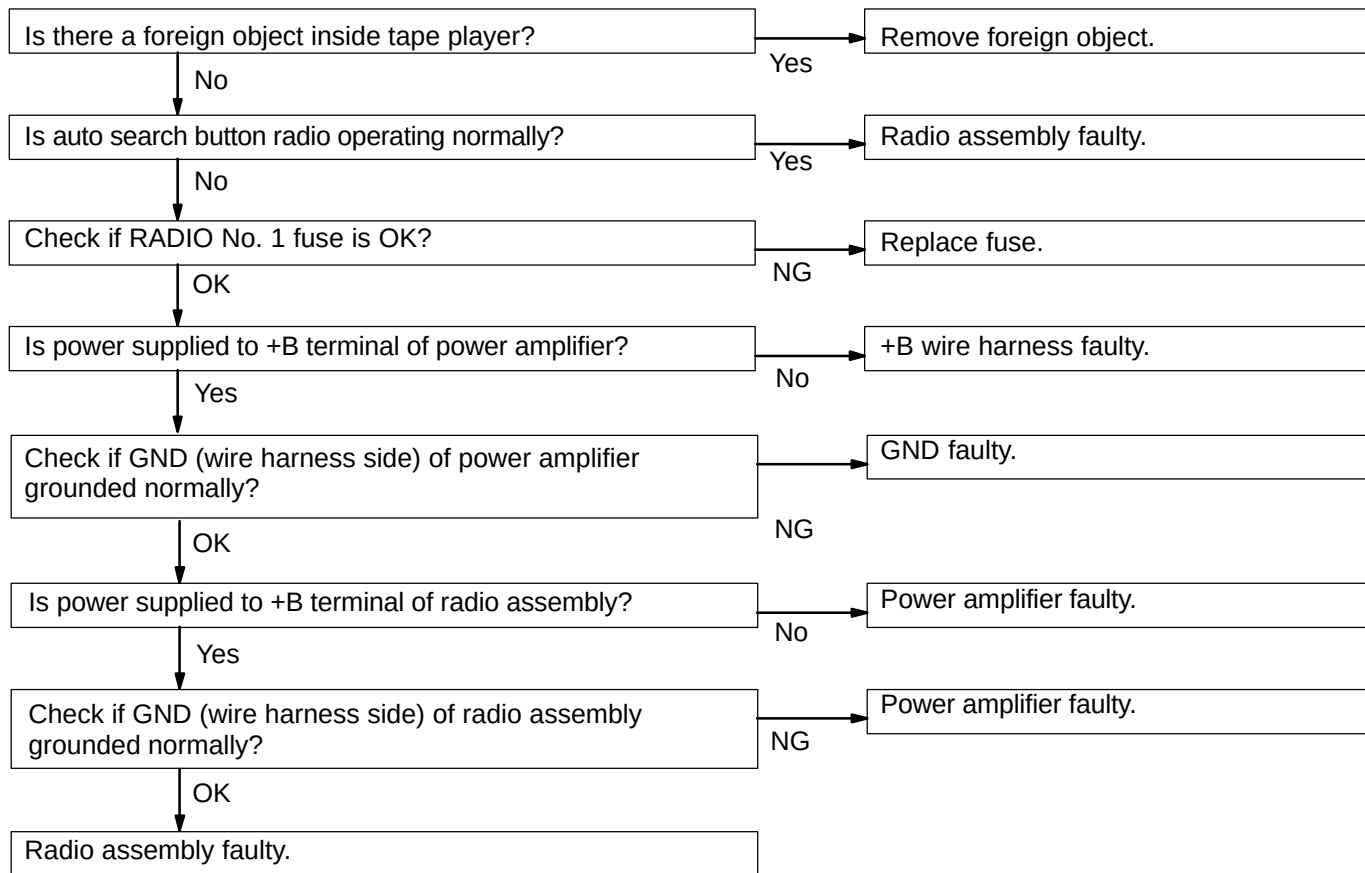 Is there a foreign object inside tape player?
Yes
Remove foreign object.
No
Is auto search button radio operating normally?
Yes
Radio assembly faulty.
No
Check if RADIO No. 1 fuse is OK?
NG
Replace fuse.
OK
Is power supplied to +B terminal of power amplifier?
No
+B wire harness faulty.
Yes
Check if GND (wire harness side) of power amplifier
grounded normally?
NG
GND faulty.
OK
Is power supplied to +B terminal of radio assembly?
No
Power amplifier faulty.
Yes
Check if GND (wire harness side) of radio assembly
grounded normally?
NG
Power amplifier faulty.
OK
Radio assembly faulty.